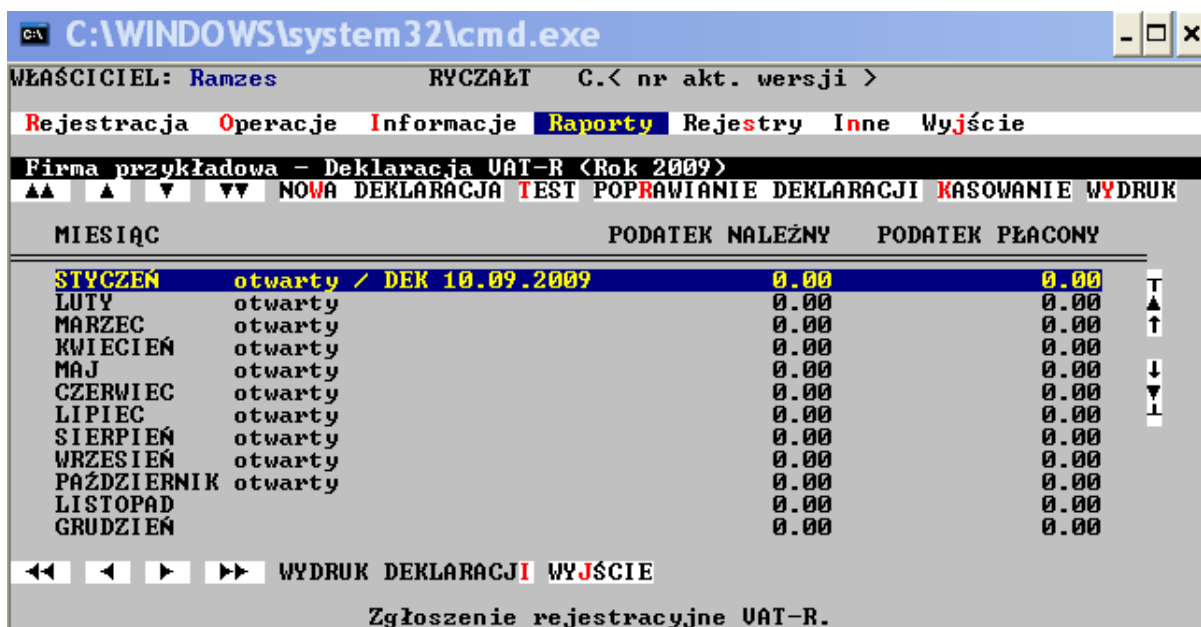 C:\WINDOWS\system32\cmd.exe
WŁAŚCICIEL: Ramzes RYCZAŁT C.< nr akt. wersji >
Rejestracja Operacje Informacje Raporty Rejestry Inne Wyjście
Firma przykładowa - Deklaracja VAT-R (Rok 2009)
NOWA DEKLARACJA TEST POPRAWIANIE DEKLARACJI KASOWANIE WYDRUK
MIESIĄC PODATEK NALEŻNY PODATEK PŁACONY
STYCZEŃ otwarty / DEK 10.09.2009 0.00 0.00
LUTY otwarty 0.00 0.00
MARZEC otwarty 0.00 0.00
KWIECIEŃ otwarty 0.00 0.00
MAJ otwarty 0.00 0.00
CZERWIEC otwarty 0.00 0.00
LIPIEC otwarty 0.00 0.00
SIERPIEŃ otwarty 0.00 0.00
WRZESIEŃ otwarty 0.00 0.00
PAŹDZIERNIK otwarty 0.00 0.00
LISTOPAD 0.00 0.00
GRUDZIEŃ 0.00 0.00
WYDRUK DEKLARACJI WYJŚCIE
Zgłoszenie rejestracyjne VAT-R.